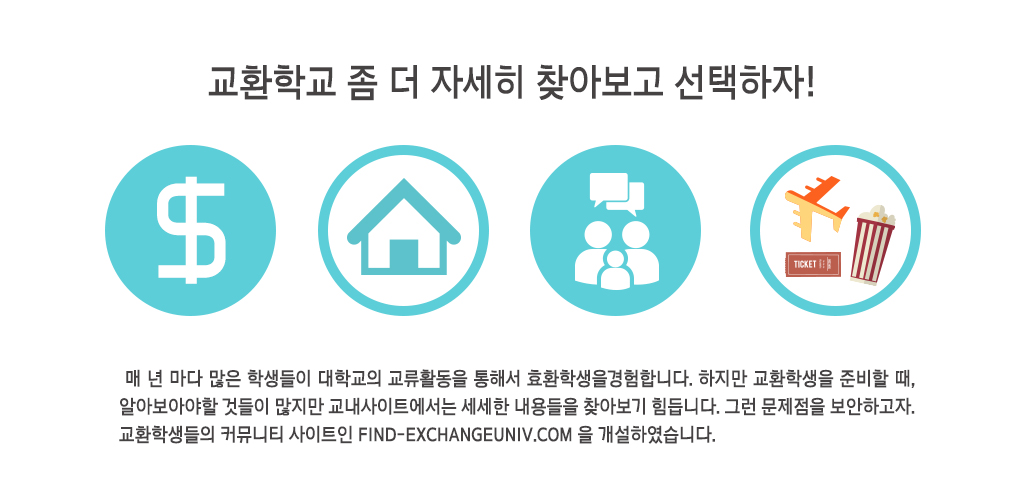 교환학교 좀 더 자세히 찾아보고 선택하자!
$
TICKET
매 년 마다 많은 학생들이 대학교의 교류활동을 통해서 효환학생을경험합니다. 하지만 교환학생을 준비할 때,
알아보아야할 것들이 많지만 교내사이트에서는 세세한 내용들을 찾아보기 힘듭니다. 그런 문제점을 보안하고자.
교환학생들의 커뮤니티 사이트인 FIND-EXCHANGEUNIV.COM 을 개설하였습니다.